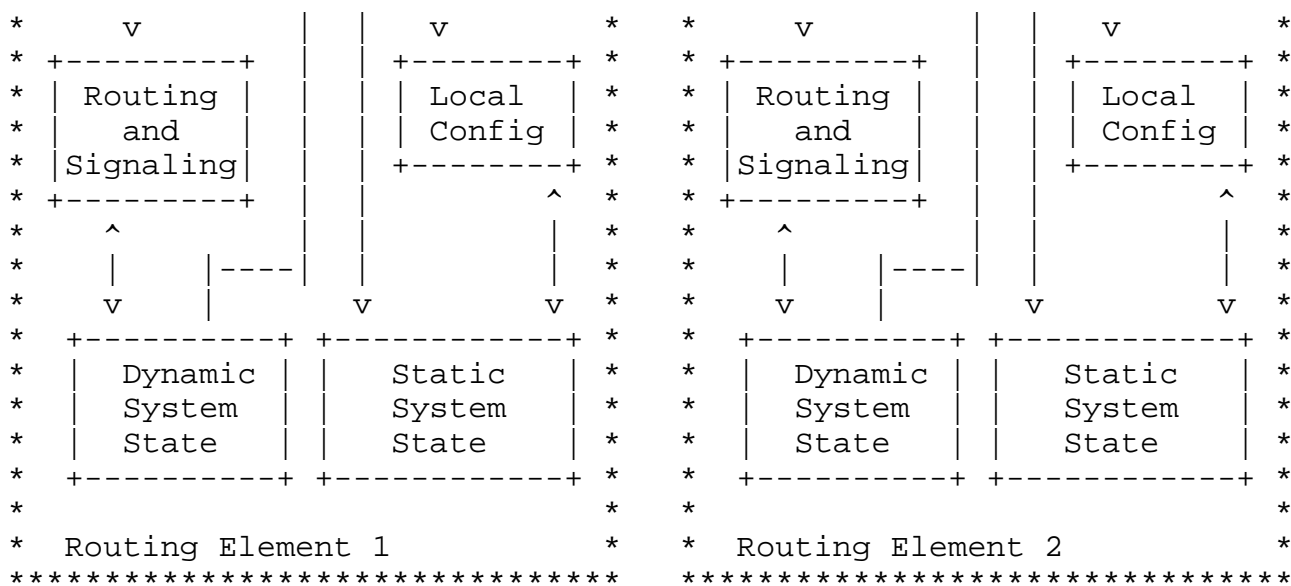 *      v         |  |   v        *   *      v         |  |   v        *
*  +---------+   |  | +--------+ *   *  +---------+   |  | +--------+ *
*  | Routing |   |  | | Local  | *   *  | Routing |   |  | | Local  | *
*  |   and   |   |  | | Config | *   *  |   and   |   |  | | Config | *
*  |Signaling|   |  | +--------+ *   *  |Signaling|   |  | +--------+ *
*  +---------+   |  |         ^  *   *  +---------+   |  |         ^  *
*     ^          |  |         |  *   *     ^          |  |         |  *
*     |    |----|  |          |  *   *     |    |----|  |          |  *
*     v    |       v          v  *   *     v    |       v          v  *
*   +----------+ +------------+ *   *   +----------+ +------------+ *
*   |  Dynamic | |   Static   | *   *   |  Dynamic | |   Static   | *
*   |  System  | |   System   | *   *   |  System  | |   System   | *
*   |  State   | |   State    | *   *   |  State   | |   State    | *
*   +----------+ +------------+ *   *   +----------+ +------------+ *
*                               *   *                               *
*  Routing Element 1            *   *  Routing Element 2            *
********************************   ********************************